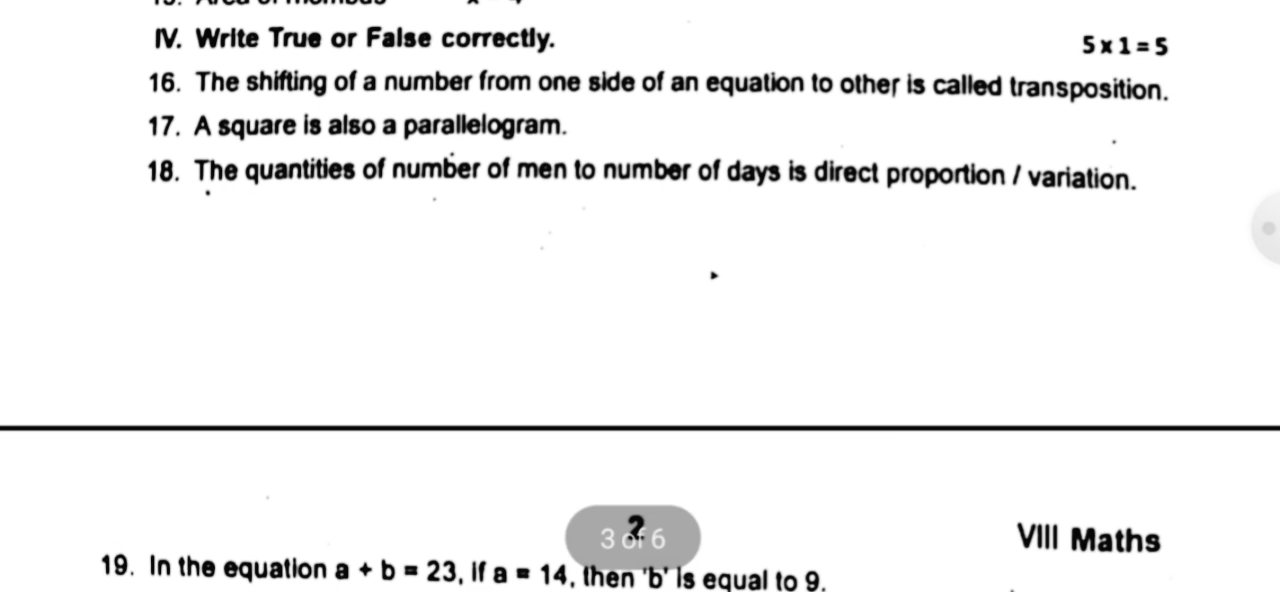 IV. Write True or False correctly.
5 x 1 = 5
16. The shifting of a number from one side of an equation to other is called transposition.
17. A square is also a parallelogram.
18. The quantities of number of men to number of days is direct proportion / variation.
2
3 of 6
VIII Maths
19. In the equation a + b = 23, if a = 14, then 'b' is equal to 9.